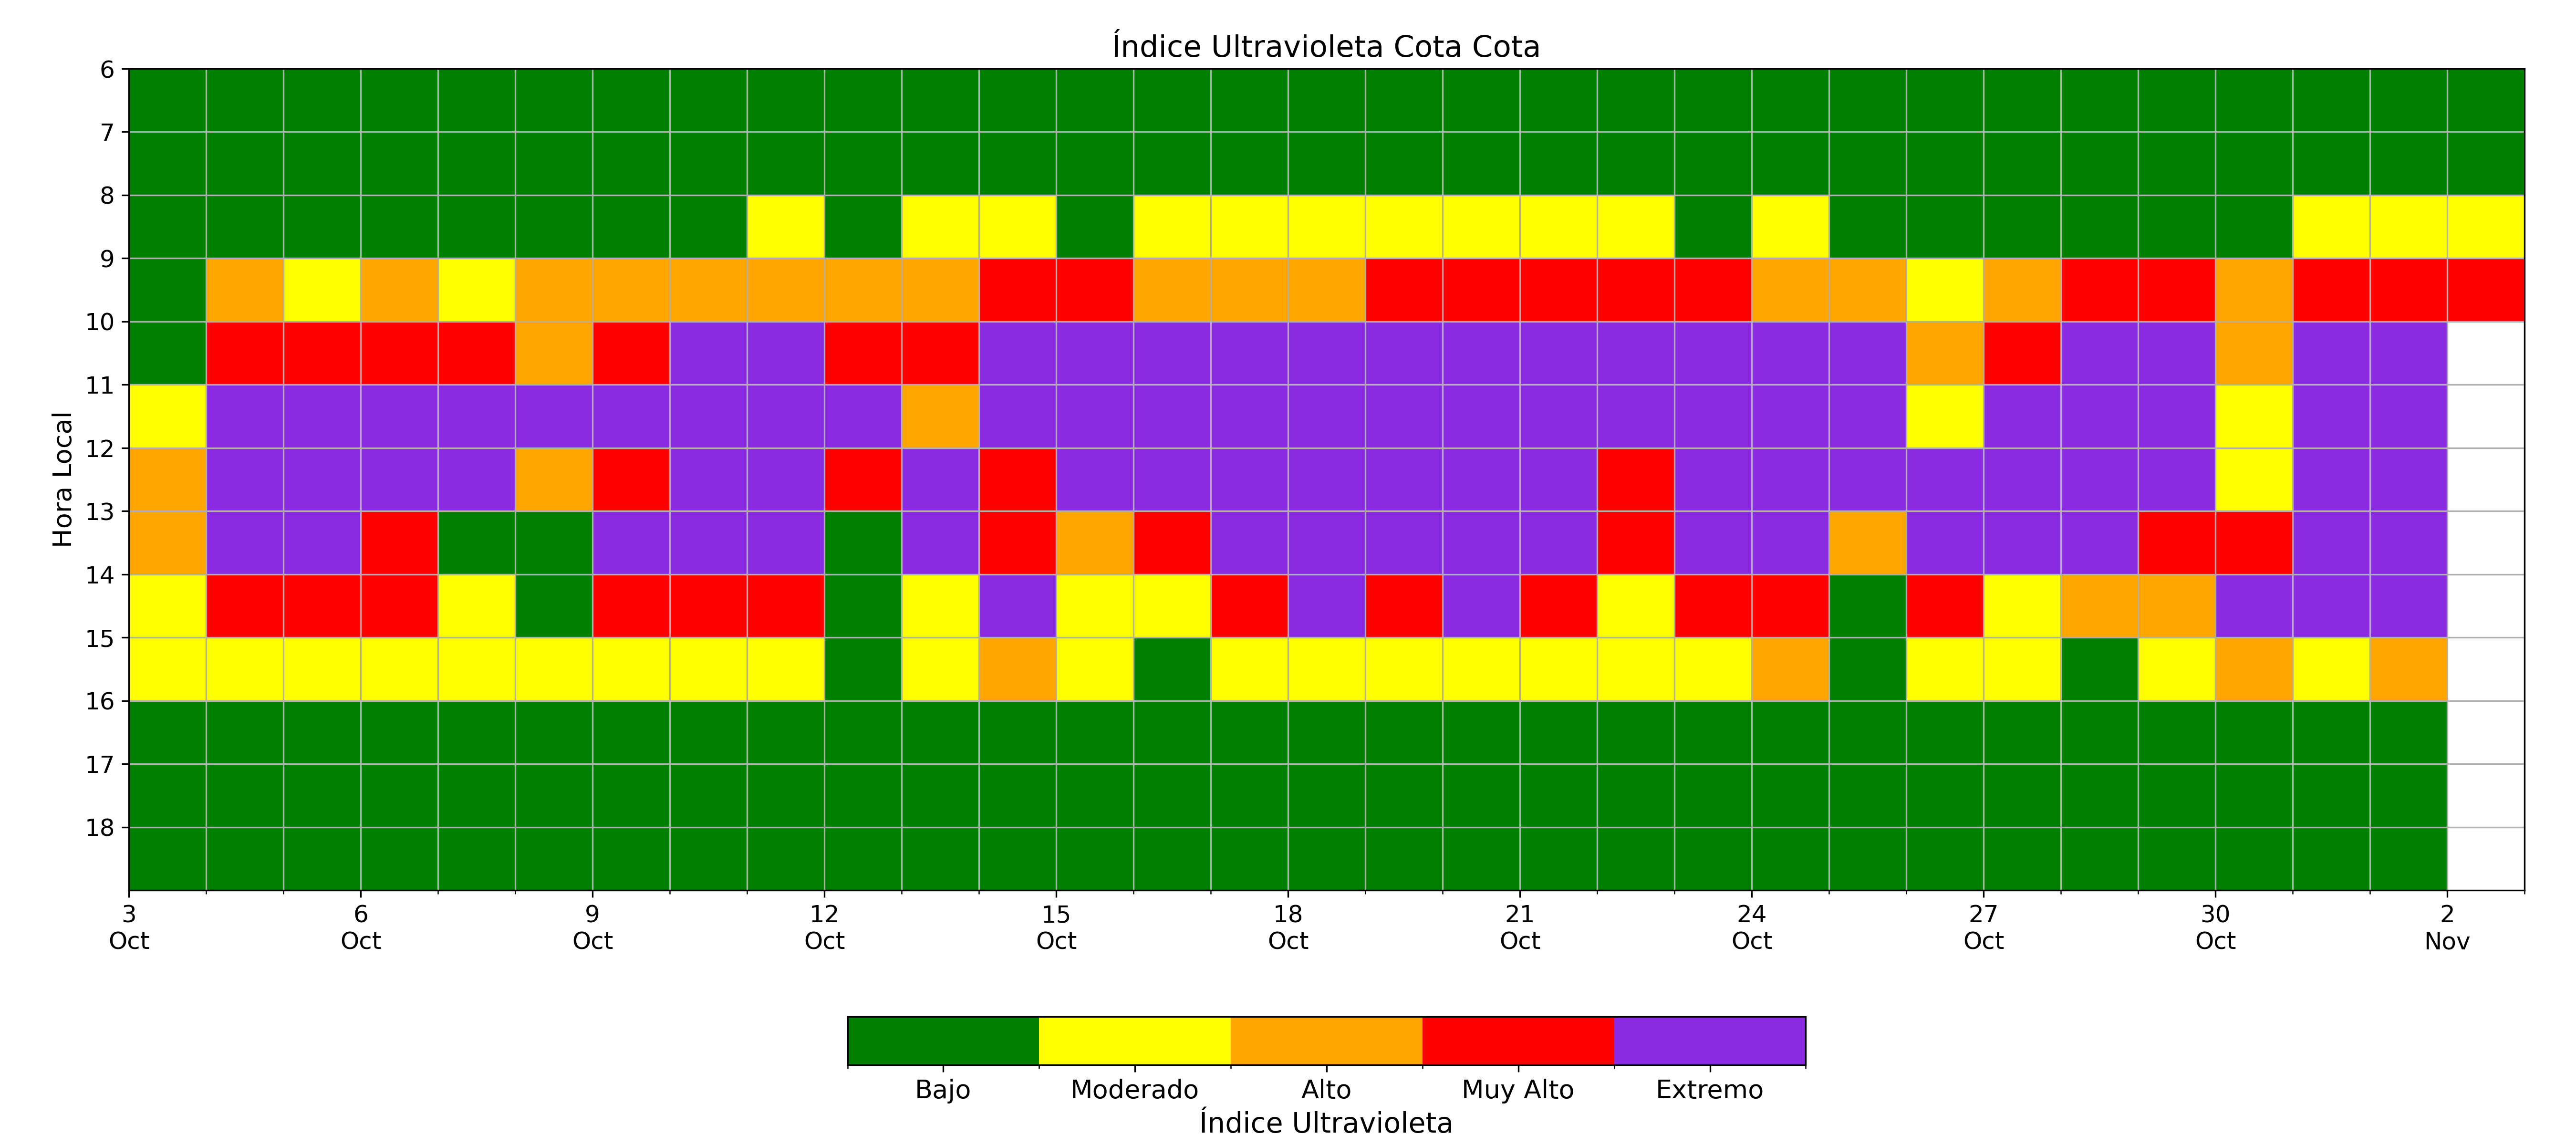 Índice Ultravioleta Cota Cota
6
7
8
9
10
11
12
13
14
15
16
17
18
Hora Local
3 6 9 12 15 18 21 24 27 30 2
Oct Oct Oct Oct Oct Oct Oct Oct Oct Oct Nov
Bajo Moderado Alto Muy Alto Extremo
Índice Ultravioleta